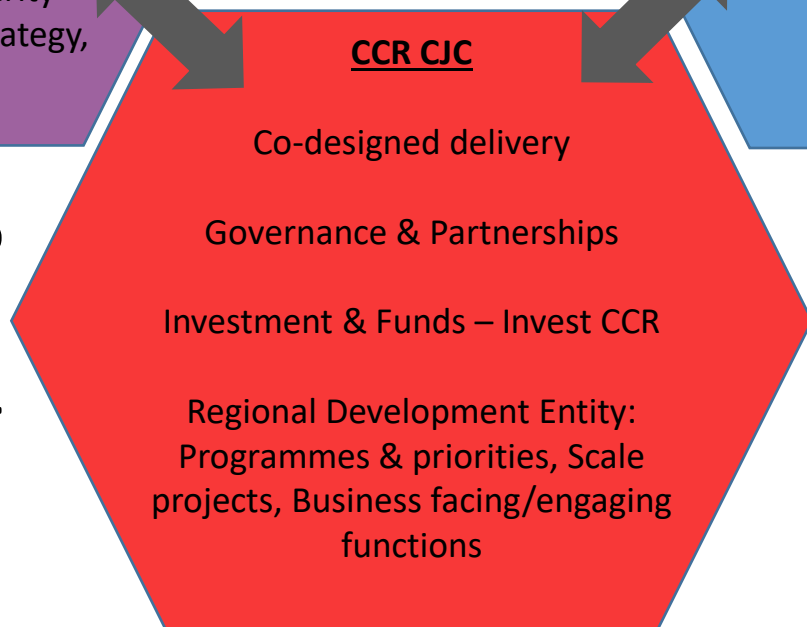 ategy,
CCR CJC
Co-designed delivery
Governance & Partnerships
Investment & Funds – Invest CCR
Regional Development Entity:
Programmes & priorities, Scale
projects, Business facing/engaging
functions